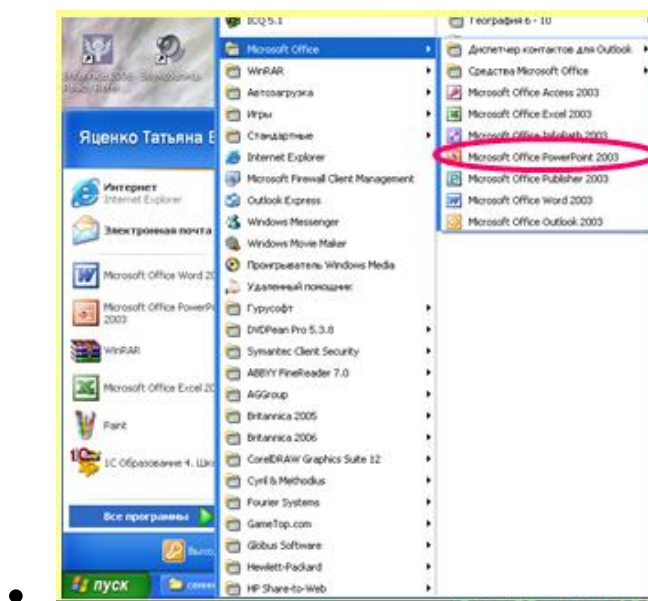 ICQ 5.1
География 6 - 10
Яценко Татьяна В
Интернет
Internet Explorer
Электронная почта
Microsoft Office Word 20
Microsoft Office PowerPo
2003
WinRAR
Microsoft Office Excel 20
Paint
1С Образование 4. Шко
Все программы
Выхо
пуск
Microsoft Office
WinRAR
Автозагрузка
Игры
Стандартные
Internet Explorer
Microsoft Firewall Client Management
Outlook Express
Windows Messenger
Windows Movie Maker
Проигрыватель Windows Media
Удаленный помощник
Гурусофт
DVDPean Pro 5.3.8
Symantec Client Security
ABBYY FineReader 7.0
AGGroup
Britannica 2005
Britannica 2006
CorelDRAW Graphics Suite 12
Cyril & Methodius
Fourier Systems
GameTop.com
Globus Software
Hewlett-Packard
HP Share-to-Web
Диспетчер контактов для Outlook
Средства Microsoft Office
Microsoft Office Access 2003
Microsoft Office Excel 2003
Microsoft Office InfoPath 2003
Microsoft Office PowerPoint 2003
Microsoft Office Publisher 2003
Microsoft Office Word 2003
Microsoft Office Outlook 2003